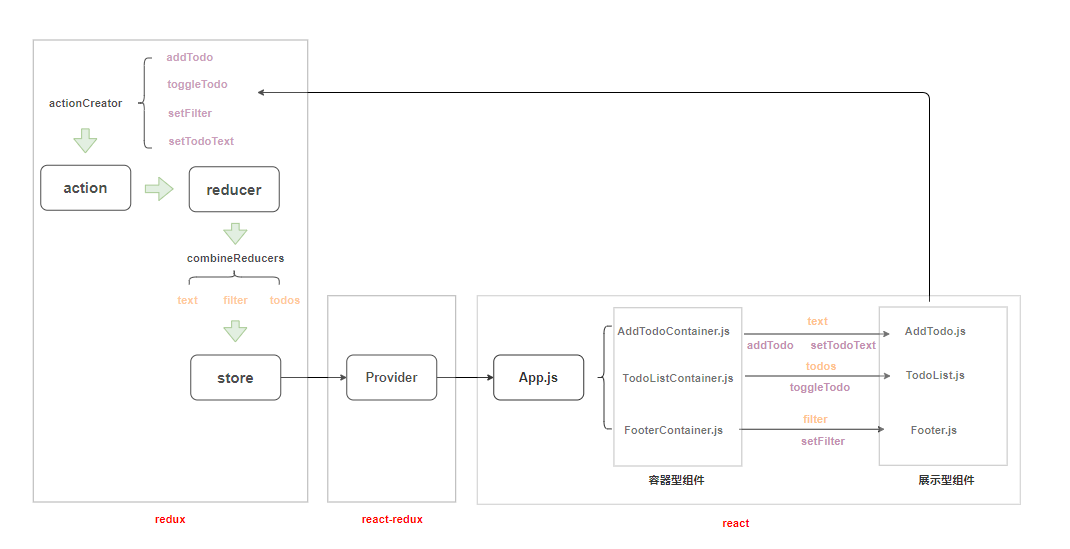 addTodo
toggleTodo
actionCreator
setFilter
setTodoText
action
reducer
combineReducers
text filter todos
store
Provider
App.js
AddTodoContainer.js
text
addTodo setTodoText
AddTodo.js
TodoListContainer.js
todos
toggleTodo
TodoList.js
FooterContainer.js
filter
setFilter
Footer.js
容器型组件
展示型组件
redux
react-redux
react